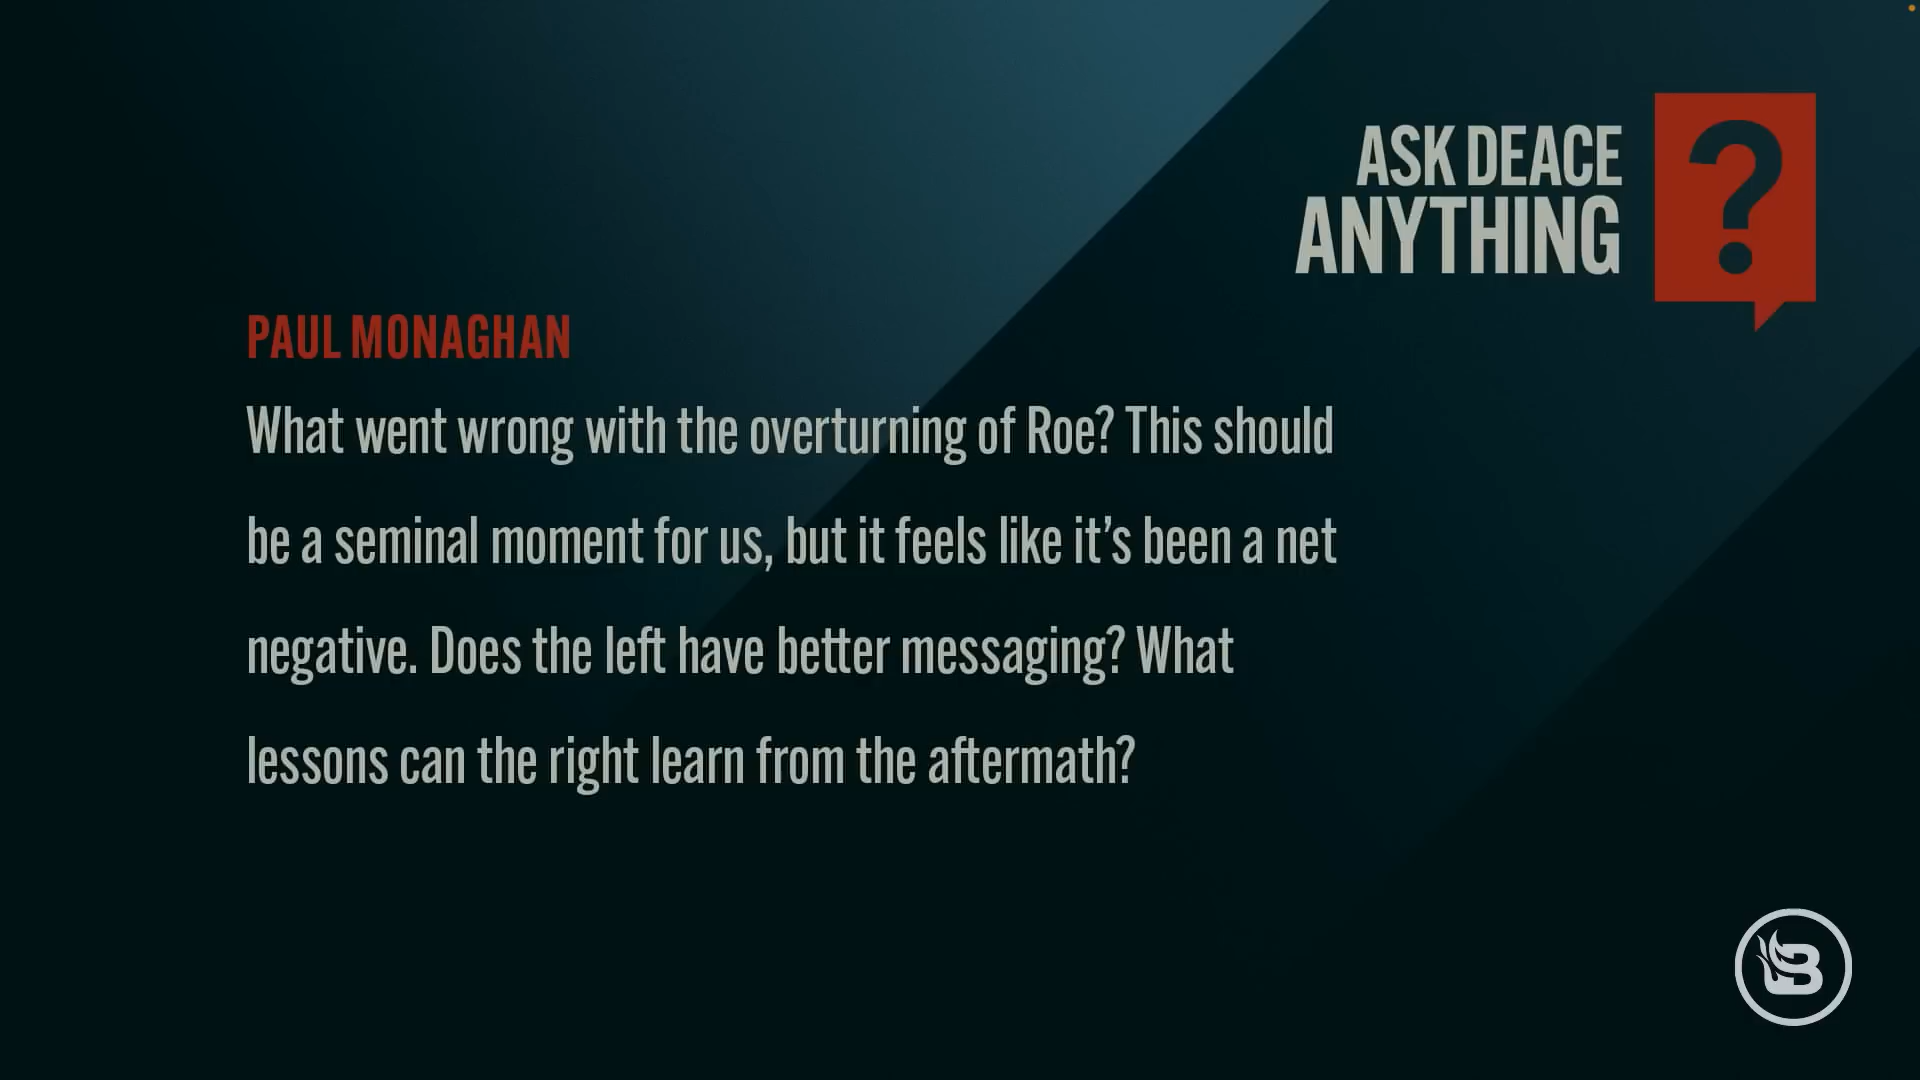 ASK DEACE
ANYTHING
?
PAUL MONAGHAN
What went wrong with the overturning of Roe? This should
be a seminal moment for us, but it feels like it’s been a net
negative. Does the left have better messaging? What
lessons can the right learn from the aftermath?
B